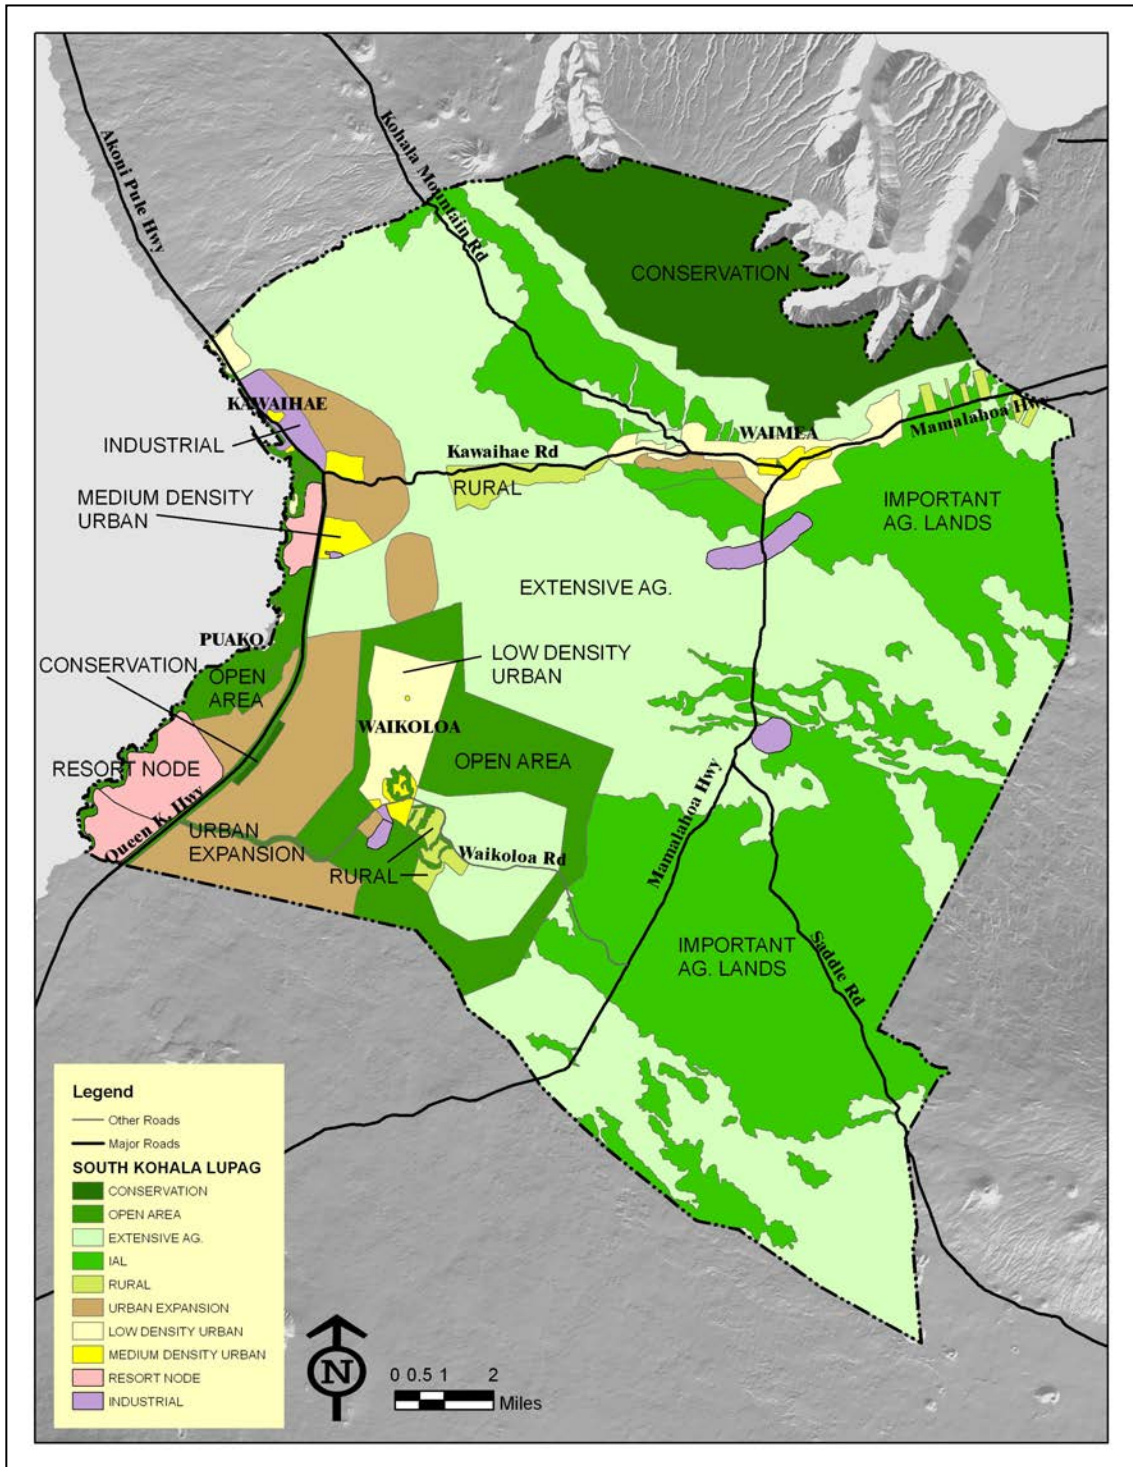 Akoni Pule Hwy
Kohala Mountain Rd
CONSERVATION
KAWAIHAE
INDUSTRIAL
Kawaihae Rd
WAIMEA
Mamalahoa Hwy
RURAL
MEDIUM DENSITY
URBAN
IMPORTANT
AG. LANDS
EXTENSIVE AG.
PUAKO
CONSERVATION
OPEN
AREA
LOW DENSITY
URBAN
WAIKOLOA
OPEN AREA
RESORT NODE
Queen K. Hwy
URBAN
EXPANSION
RURAL
Waikoloa Rd
Mamalahoa Hwy
IMPORTANT
AG. LANDS
Saddle Rd
Legend
Other Roads
Major Roads
SOUTH KOHALA LUPAG
CONSERVATION
OPEN AREA
EXTENSIVE AG.
IAL
RURAL
URBAN EXPANSION
LOW DENSITY URBAN
MEDIUM DENSITY URBAN
RESORT NODE
INDUSTRIAL
N
0 0.5 1 2
Miles